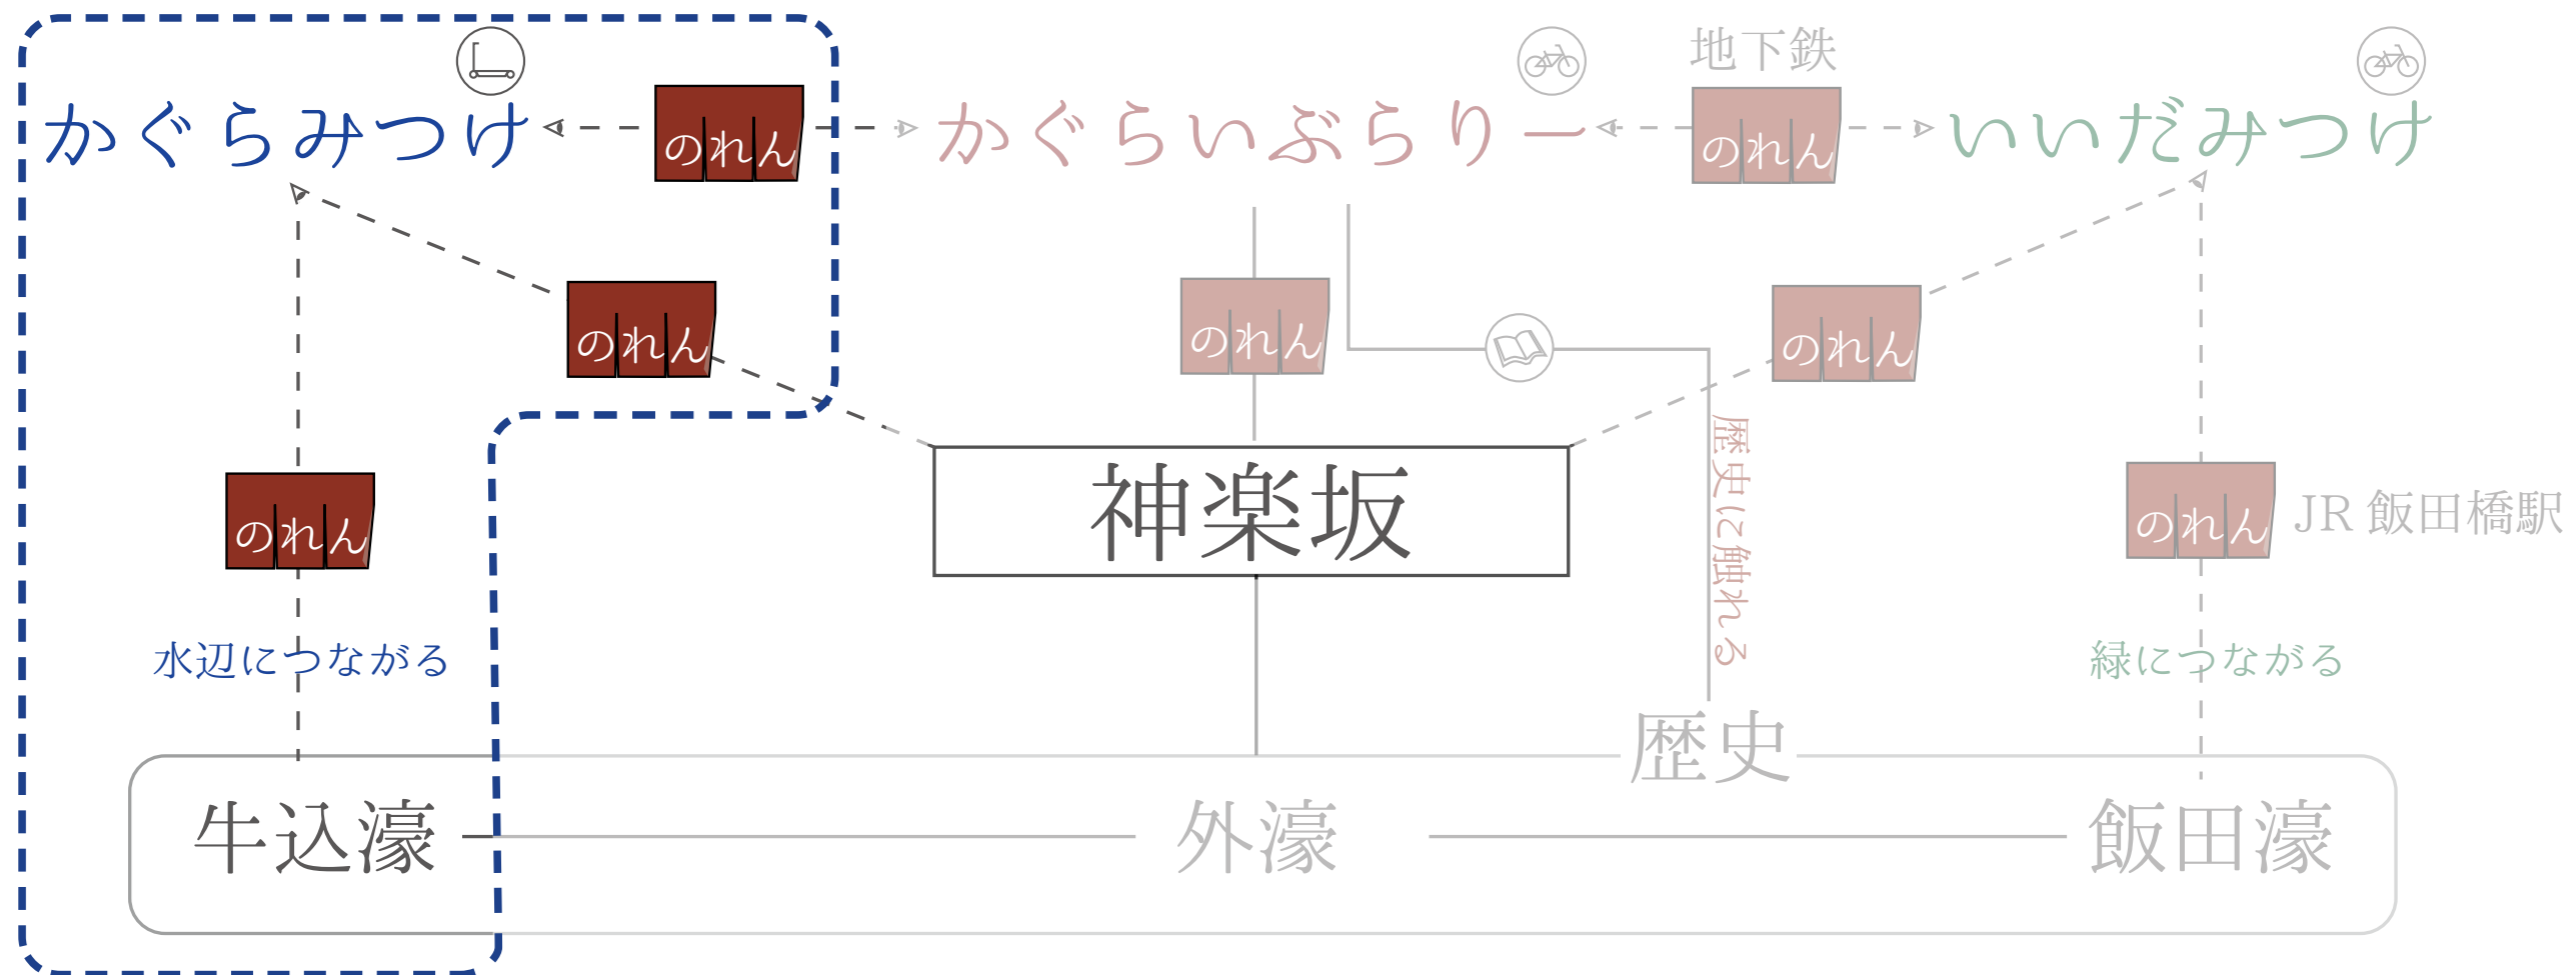 地下鉄
かぐらみつけ
のれん
かぐらいぶらりー
のれん
いいだみつけ
のれん
のれん
のれん
歴史に触れる
神楽坂
のれん
のれん
JR 飯田橋駅
水辺につながる
緑につながる
歴史
牛込濠
外濠
飯田濠